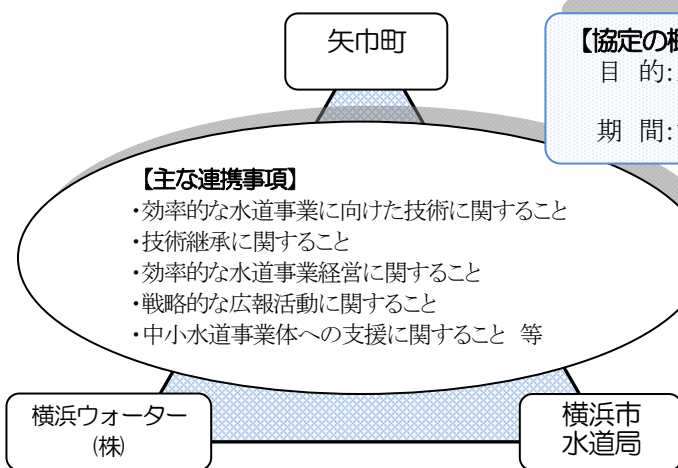 矢巾町
【協定の概
目 的:
期 間:
【主な連携事項】
・効率的な水道事業に向けた技術に関すること
・技術継承に関すること
・効率的な水道事業経営に関すること
・戦略的な広報活動に関すること
・中小水道事業体への支援に関すること 等
横浜ウォーター
(株)
横浜市
水道局